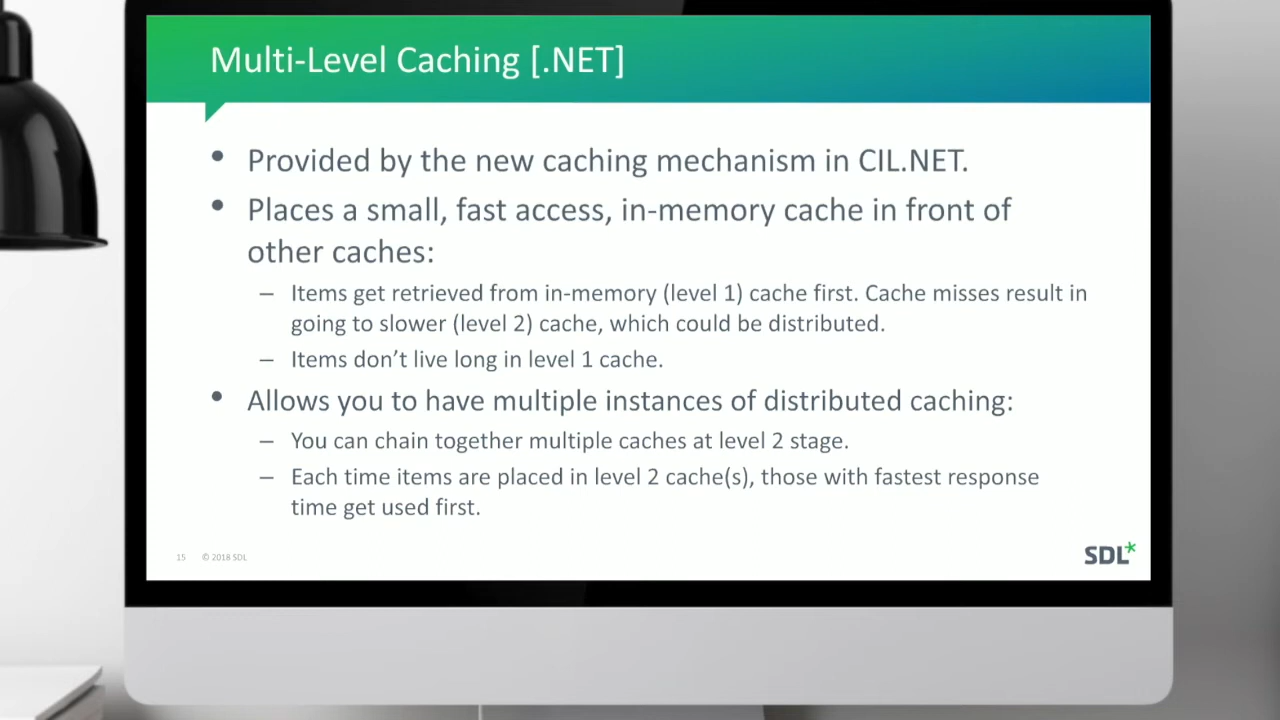 Multi-Level Caching [.NET]
• Provided by the new caching mechanism in CIL.NET.
• Places a small, fast access, in-memory cache in front of
other caches:
– Items get retrieved from in-memory (level 1) cache first. Cache misses result in
going to slower (level 2) cache, which could be distributed.
– Items don’t live long in level 1 cache.
• Allows you to have multiple instances of distributed caching:
– You can chain together multiple caches at level 2 stage.
– Each time items are placed in level 2 cache(s), those with fastest response
time get used first.
15 © 2018 SDL
SDL*